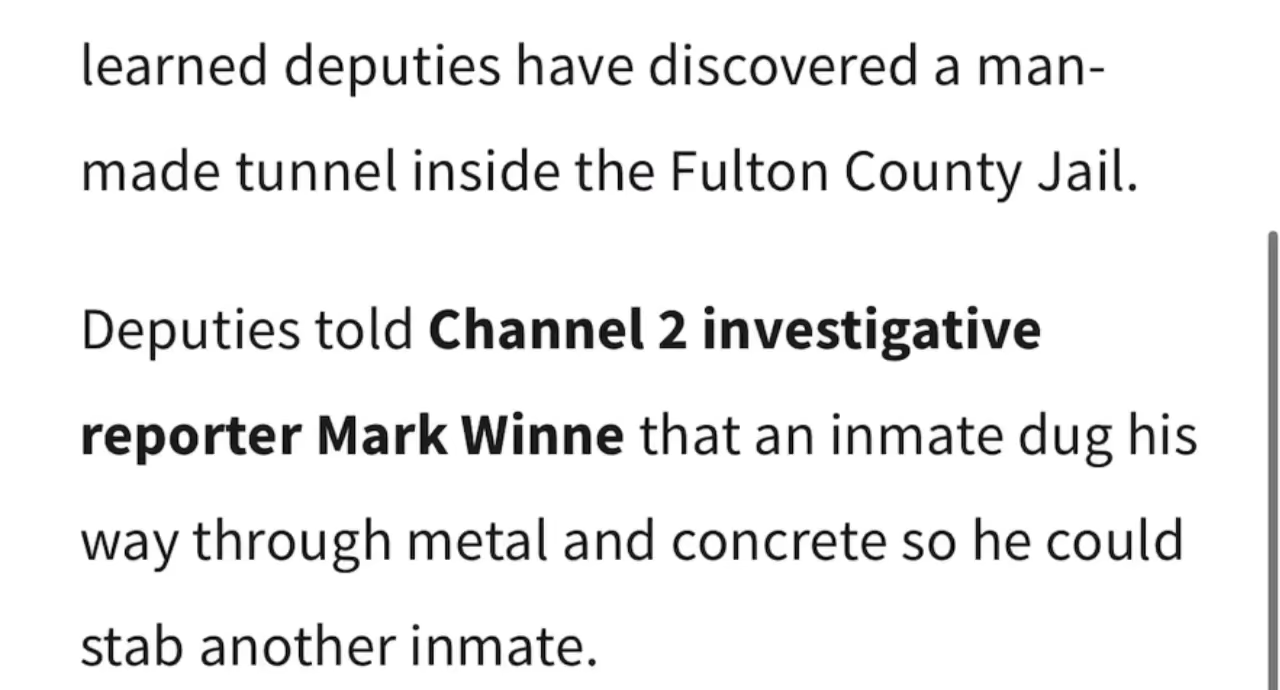 learned deputies have discovered a man-
made tunnel inside the Fulton County Jail.
Deputies told Channel 2 investigative
reporter Mark Winne that an inmate dug his
way through metal and concrete so he could
stab another inmate.